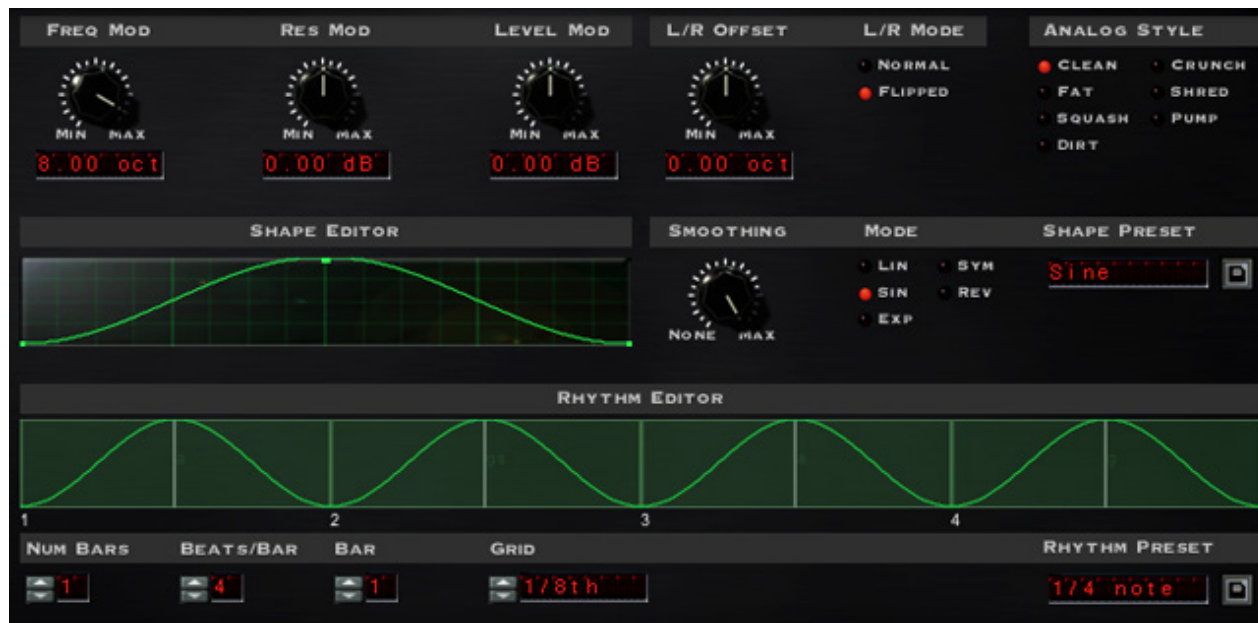 FREQ MOD RES MOD LEVEL MOD L/R OFFSET L/R MODE ANALOG STYLE
NORMAL CLEAN CRUNCH
FLIPPED FAT SHRED
MIN MAX MIN MAX MIN MAX MIN MAX SQUASH PUMP
DIRT
8.00 oct 0.00 dB 0.00 dB 0.00 oct
SHAPE EDITOR SMOOTHING MODE SHAPE PRESET
LIN SYM Sine
SIN REV
EXP
NONE MAX
RHYTHM EDITOR
1 2 3 4
NUM BARS BEATS/BAR BAR GRID RHYTHM PRESET
1 4 1 1/8th 1/4 note